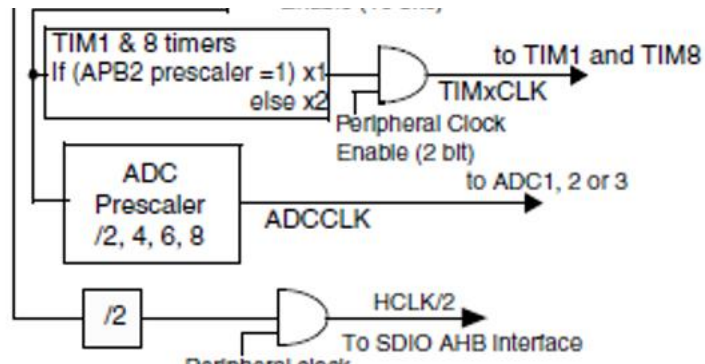 TIM1 & 8 timers
If (APB2 prescaler =1) x1
else x2
to TIM1 and TIM8
TIMxCLK
Peripheral Clock
Enable (2 bit)
ADC
Prescaler
/2, 4, 6, 8
to ADC1, 2 or 3
ADCCLK
/2
HCLK/2
To SDIO AHB Interface
Peripheral clock